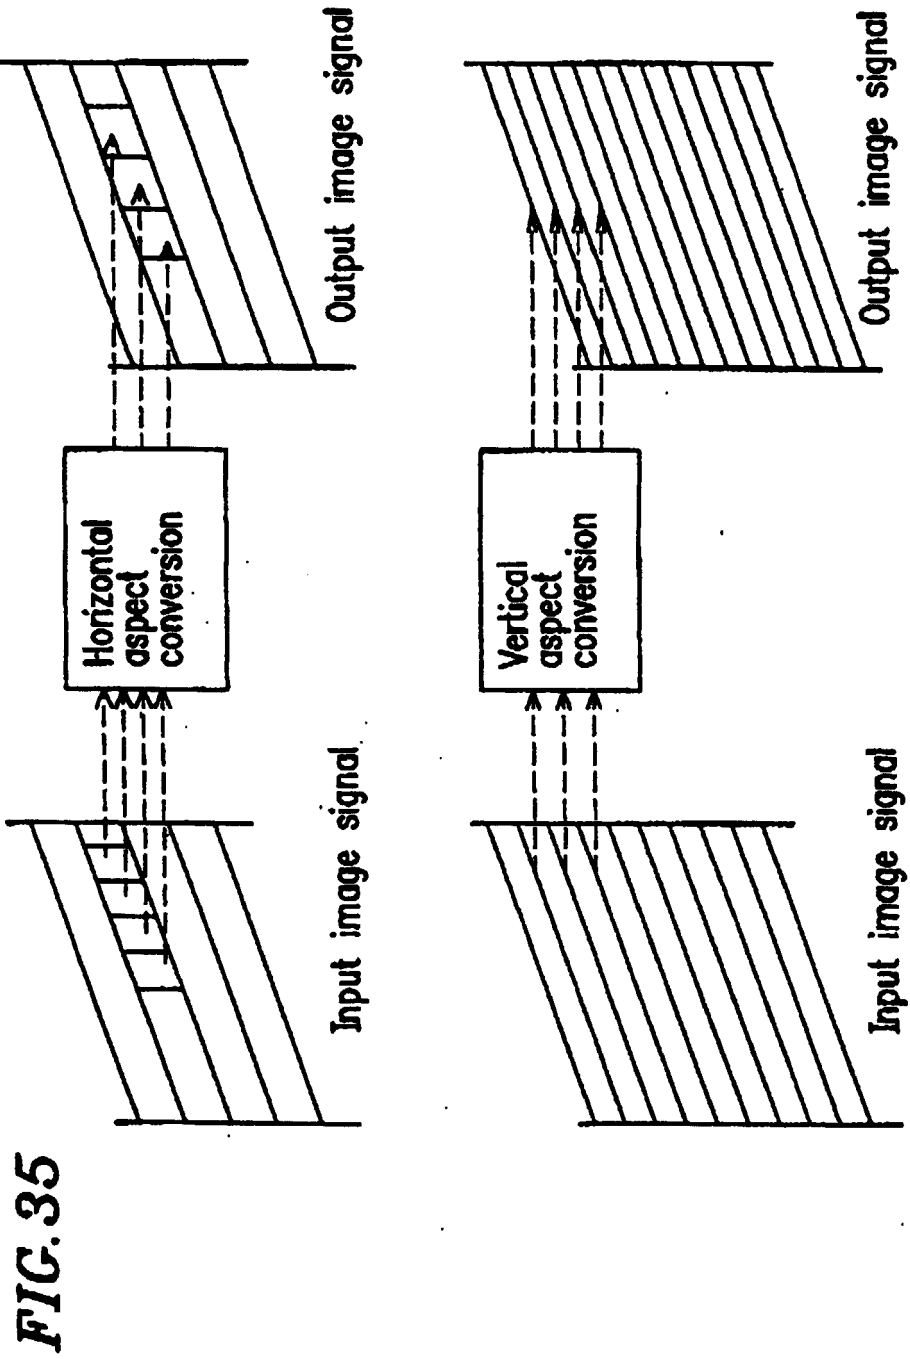 FIG. 35
Input image signal
Horizontal
aspect
conversion
Output image signal
Input image signal
Vertical
aspect
conversion
Output image signal